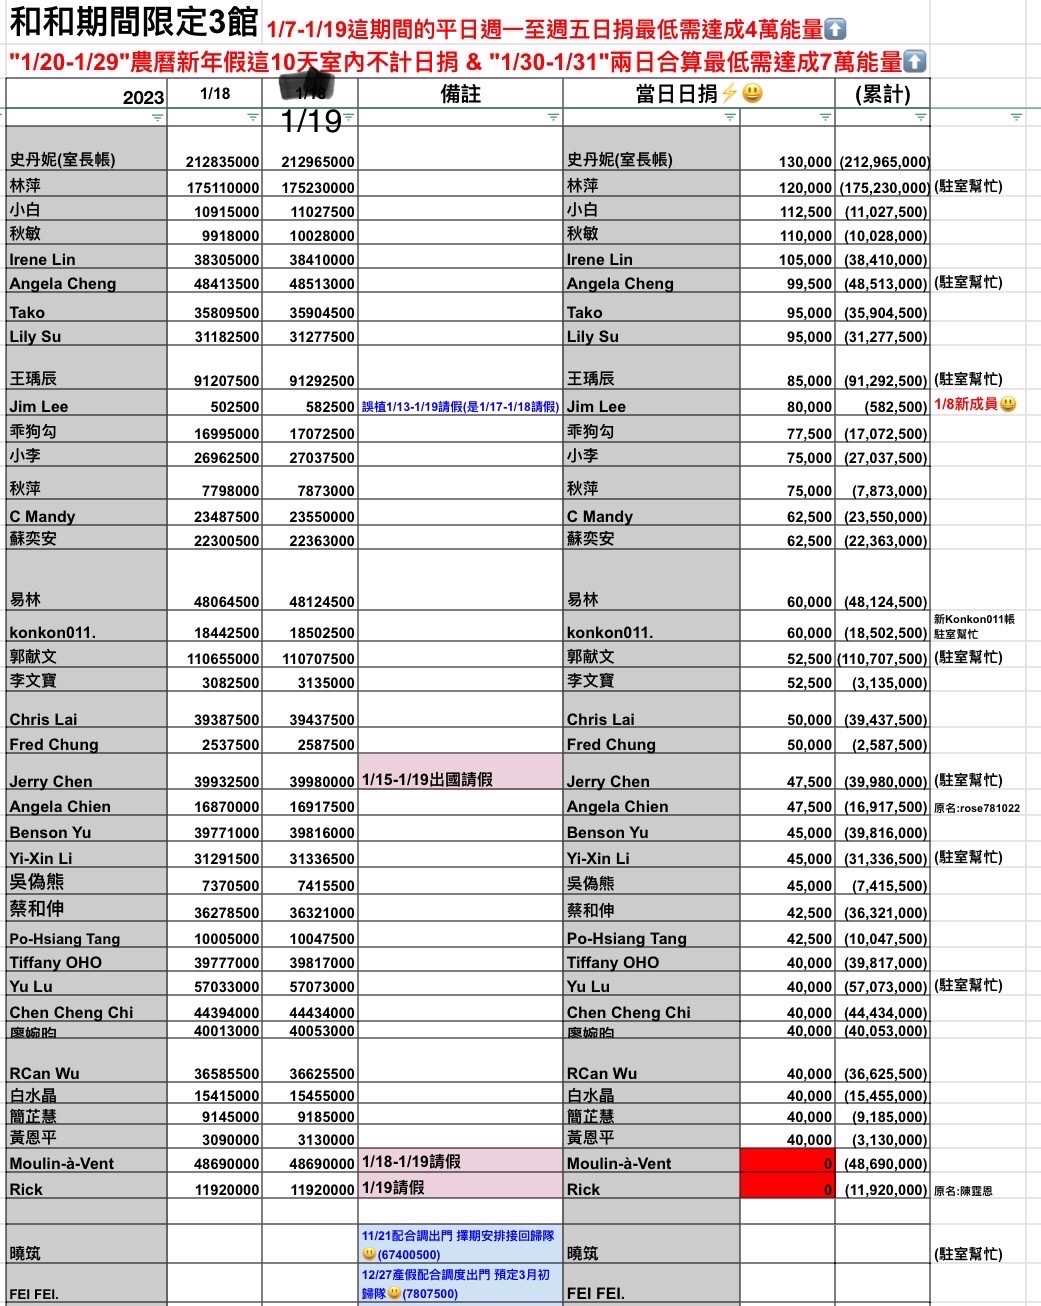 和和期間限定3館 1/7-1/19這期間的平日週一至週五日捐最低需達成4萬能量⬆️
"1/20-1/29"農曆新年假這10天室內不計日捐 & "1/30-1/31"兩日合算最低需達成7萬能量⬆️
2023 1/18 1/19 備註 當日日捐⚡😃 (累計)
史丹妮(室長帳) 212835000 212965000 史丹妮(室長帳) 130,000 (212,965,000)
林萍 175110000 175230000 林萍 120,000 (175,230,000) (駐室幫忙)
小白 10915000 11027500 小白 112,500 (11,027,500)
秋敏 9918000 10028000 秋敏 110,000 (10,028,000)
Irene Lin 38305000 38410000 Irene Lin 105,000 (38,410,000)
Angela Cheng 48413500 48513000 Angela Cheng 99,500 (48,513,000) (駐室幫忙)
Tako 35809500 35904500 Tako 95,000 (35,904,500)
Lily Su 31182500 31277500 Lily Su 95,000 (31,277,500)
王瑀辰 91207500 91292500 王瑀辰 85,000 (91,292,500) (駐室幫忙)
Jim Lee 502500 582500 誤植1/13-1/19請假(是1/17-1/18請假) Jim Lee 80,000 (582,500) 1/8新成員😃
乖狗勾 16995000 17072500 乖狗勾 77,500 (17,072,500)
小李 26962500 27037500 小李 75,000 (27,037,500)
秋萍 7798000 7873000 秋萍 75,000 (7,873,000)
C Mandy 23487500 23550000 C Mandy 62,500 (23,550,000)
蘇奕安 22300500 22363000 蘇奕安 62,500 (22,363,000)
易林 48064500 48124500 易林 60,000 (48,124,500)
konkon011. 18442500 18502500 konkon011. 60,000 (18,502,500) 新Konkon011帳
駐室幫忙
郭献文 110655000 110707500 郭献文 52,500 (110,707,500) (駐室幫忙)
李文寶 3082500 3135000 李文寶 52,500 (3,135,000)
Chris Lai 39387500 39437500 Chris Lai 50,000 (39,437,500)
Fred Chung 2537500 2587500 Fred Chung 50,000 (2,587,500)
Jerry Chen 39932500 39980000 1/15-1/19出國請假 Jerry Chen 47,500 (39,980,000) (駐室幫忙)
Angela Chien 16870000 16917500 Angela Chien 47,500 (16,917,500) 原名:rose781022
Benson Yu 39771000 39816000 Benson Yu 45,000 (39,816,000)
Yi-Xin Li 31291500 31336500 Yi-Xin Li 45,000 (31,336,500) (駐室幫忙)
吳偽熊 7370500 7415500 吳偽熊 45,000 (7,415,500)
蔡和伸 36278500 36321000 蔡和伸 42,500 (36,321,000)
Po-Hsiang Tang 10005000 10047500 Po-Hsiang Tang 42,500 (10,047,500)
Tiffany OHO 39777000 39817000 Tiffany OHO 40,000 (39,817,000)
Yu Lu 57033000 57073000 Yu Lu 40,000 (57,073,000) (駐室幫忙)
Chen Cheng Chi 44394000 44434000 Chen Cheng Chi 40,000 (44,434,000)
廖婉昀 40013000 40053000 廖婉昀 40,000 (40,053,000)
RCan Wu 36585500 36625500 RCan Wu 40,000 (36,625,500)
白水晶 15415000 15455000 白水晶 40,000 (15,455,000)
簡芷慧 9145000 9185000 簡芷慧 40,000 (9,185,000)
黃恩平 3090000 3130000 黃恩平 40,000 (3,130,000)
Moulin-à-Vent 48690000 48690000 1/18-1/19請假 Moulin-à-Vent 0 (48,690,000)
Rick 11920000 11920000 1/19請假 Rick 0 (11,920,000) 原名:陳霆恩
11/21配合調出門 擇期安排接回歸隊
曉筑 😃(67400500) 曉筑 (駐室幫忙)
12/27產假配合調度出門 預定3月初
FEI FEI. 歸隊😃(7807500) FEI FEI.